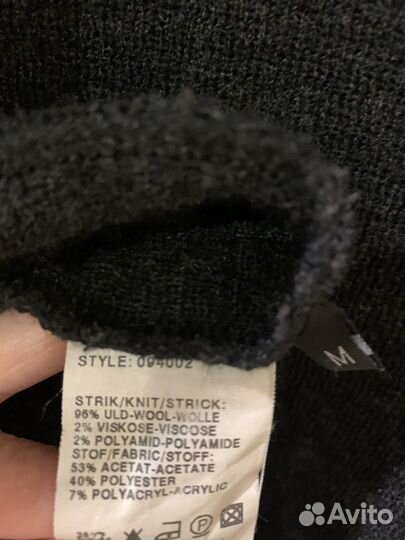 M
STYLE: 094002
STRIK/KNIT/STRICK:
96% ULD-WOOL-WOLLE
2% VISKOSE-VISCOSE
2% POLYAMID-POLYAMIDE
STOF/FABRIC/STOFF:
53% ACETAT-ACETATE
40% POLYESTER
7% POLYACRYL-ACRYLIC
P
Avito